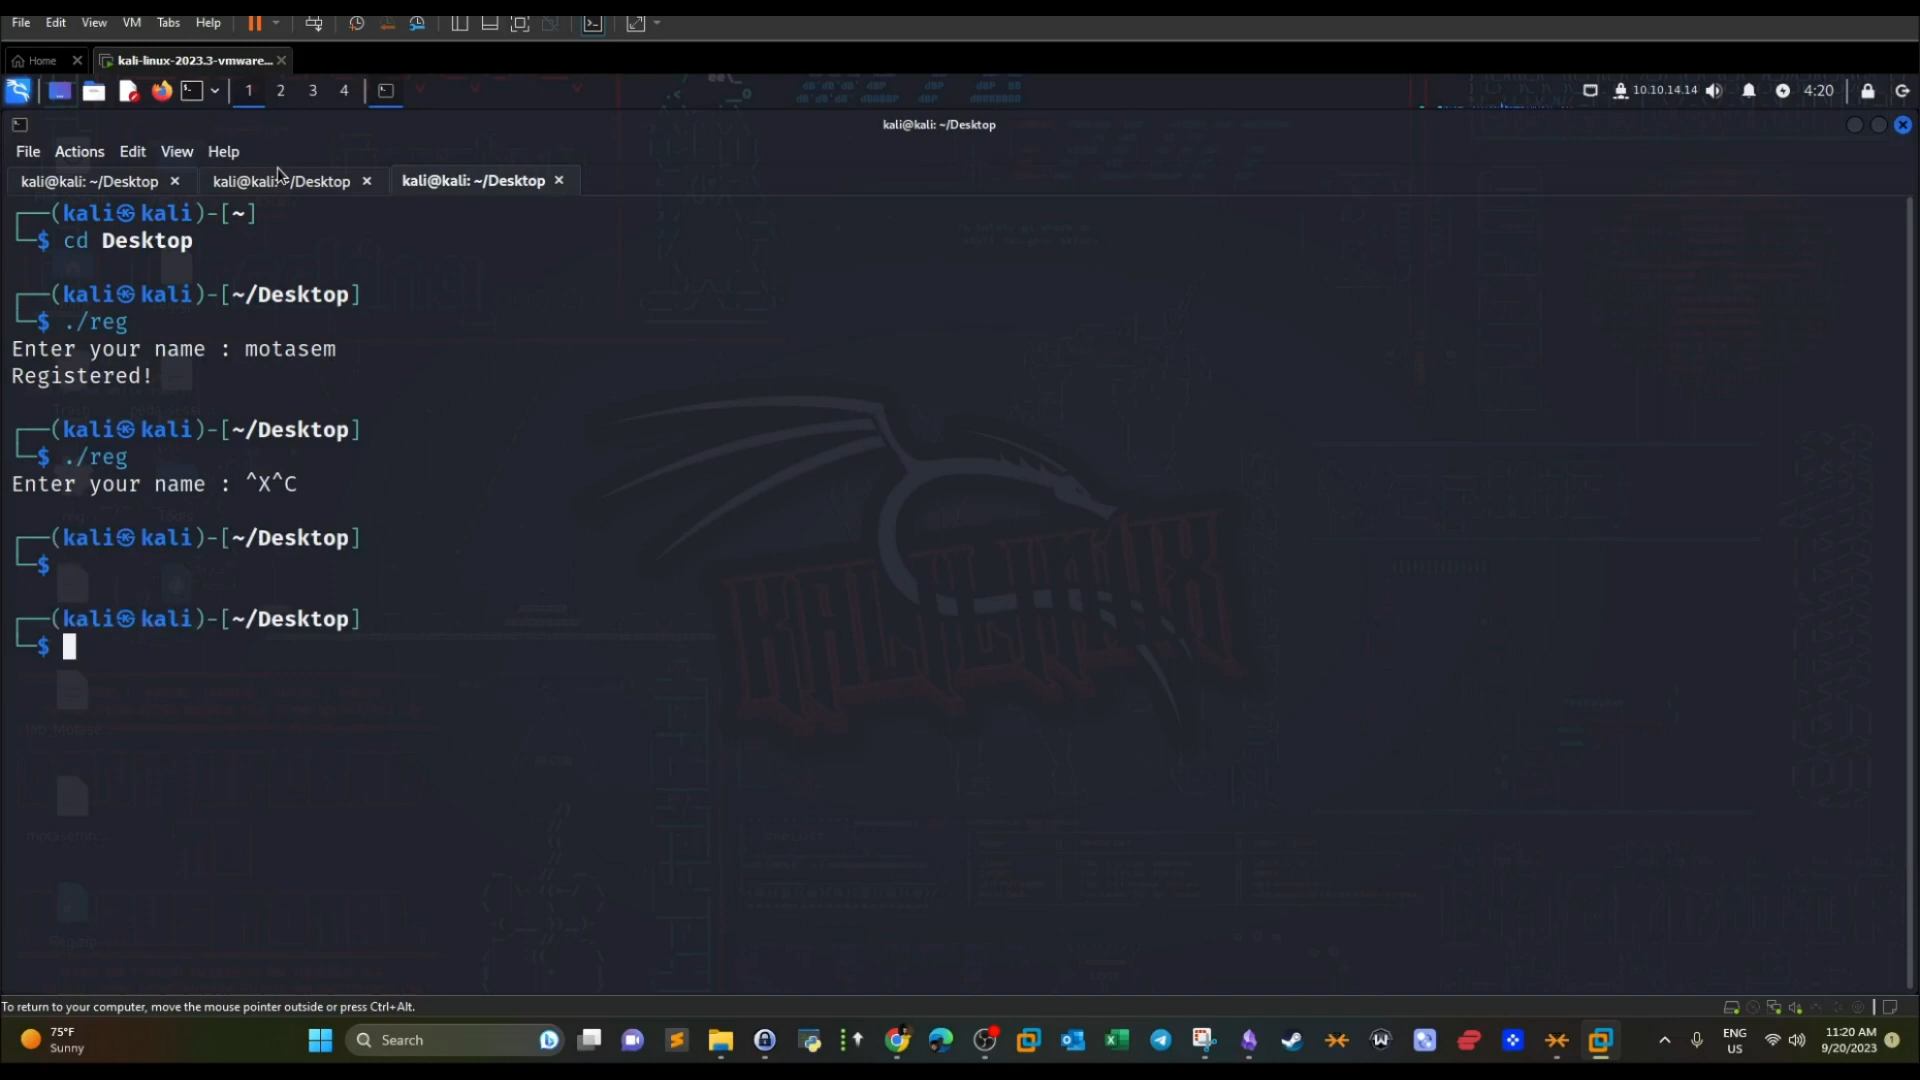 File Edit View VM Tabs Help
Home kali-linux-2023.3-vmware...
1 2 3 4 10.10.14.14 4:20
kali@kali: ~/Desktop
File Actions Edit View Help
kali@kali: ~/Desktop kali@kali: ~/Desktop kali@kali: ~/Desktop
(kali㉿kali)-[~]
$ cd Desktop
(kali㉿kali)-[~/Desktop]
$ ./reg
Enter your name : motasem
Registered!
(kali㉿kali)-[~/Desktop]
$ ./reg
Enter your name : ^X^C
(kali㉿kali)-[~/Desktop]
$
(kali㉿kali)-[~/Desktop]
$
To return to your computer, move the mouse pointer outside or press Ctrl+Alt.
75°F
Sunny
Search
ENG
US
11:20 AM
9/20/2023
1